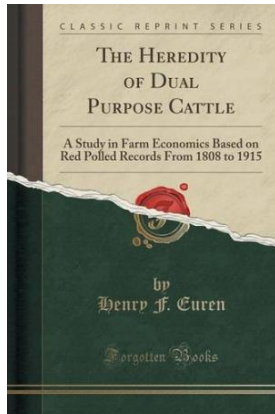 CLASSIC REPRINT SERIES
THE HEREDITY
OF DUAL
PURPOSE CATTLE
A Study in Farm Economics Based on
Red Polled Records From 1808 to 1915
by
Henry F. Euren
Forgotten Books